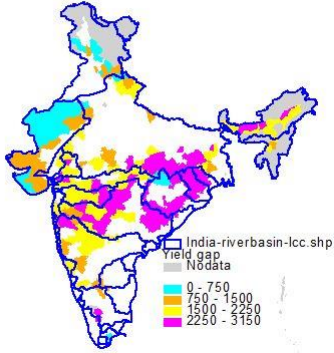 India-riverbasin-lcc.shp
Yield gap
Nodata
0 - 750
750 - 1500
1500 - 2250
2250 - 3150